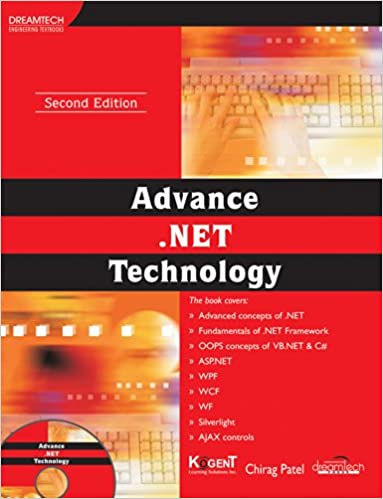 DREAMTECH
ENGINEERING TEXTBOOKS
Second Edition
Advance
.NET
Technology
The book covers:
» Advanced concepts of .NET
» Fundamentals of .NET Framework
» OOPS concepts of VB.NET & C#
» ASP.NET
» WPF
» WCF
» WF
» Silverlight
» AJAX controls
Advance
.NET
Technology
KOGENT
Learning Solutions Inc.
Chirag Patel
dreamtech
PRESS